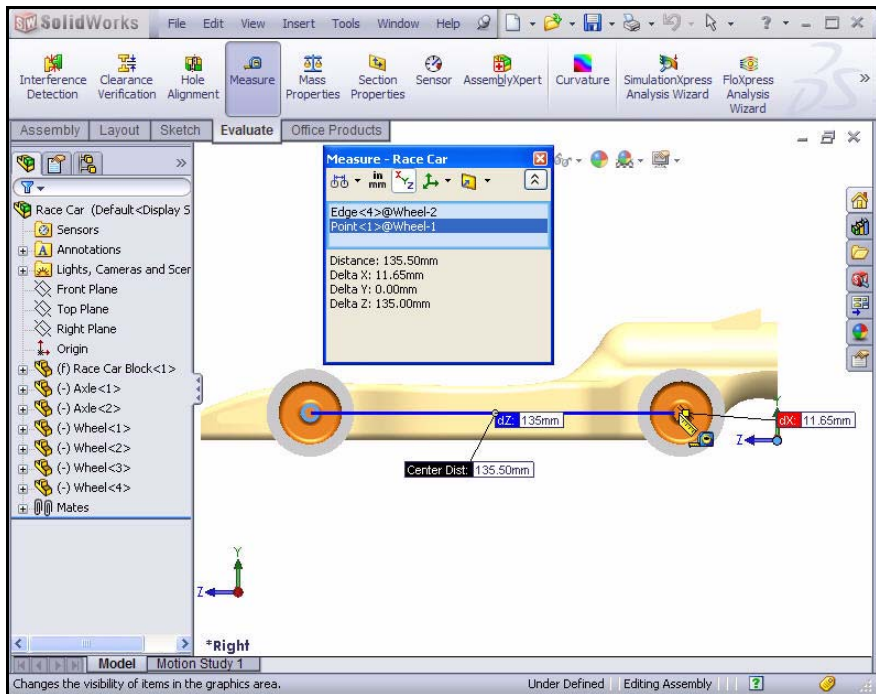 SolidWorks File Edit View Insert Tools Window Help ?
Interference Detection
Clearance Verification
Hole Alignment
Measure
Mass Properties
Section Properties
Sensor
AssemblyXpert
Curvature
SimulationXpress Analysis Wizard
FloXpress Analysis Wizard
»
Assembly Layout Sketch Evaluate Office Products
»
Race Car (Default<Display S
Sensors
Annotations
Lights, Cameras and Scer
Front Plane
Top Plane
Right Plane
Origin
(f) Race Car Block<1>
(-) Axle<1>
(-) Axle<2>
(-) Wheel<1>
(-) Wheel<2>
(-) Wheel<3>
(-) Wheel<4>
Mates
Measure - Race Car
in
mm
XYZ
Edge<4>@Wheel-2
Point<1>@Wheel-1
Distance: 135.50mm
Delta X: 11.65mm
Delta Y: 0.00mm
Delta Z: 135.00mm
dZ: 135mm
dX: 11.65mm
Y
Z
Center Dist: 135.50mm
Y
Z
*Right
Model Motion Study 1
Changes the visibility of items in the graphics area. Under Defined Editing Assembly ?